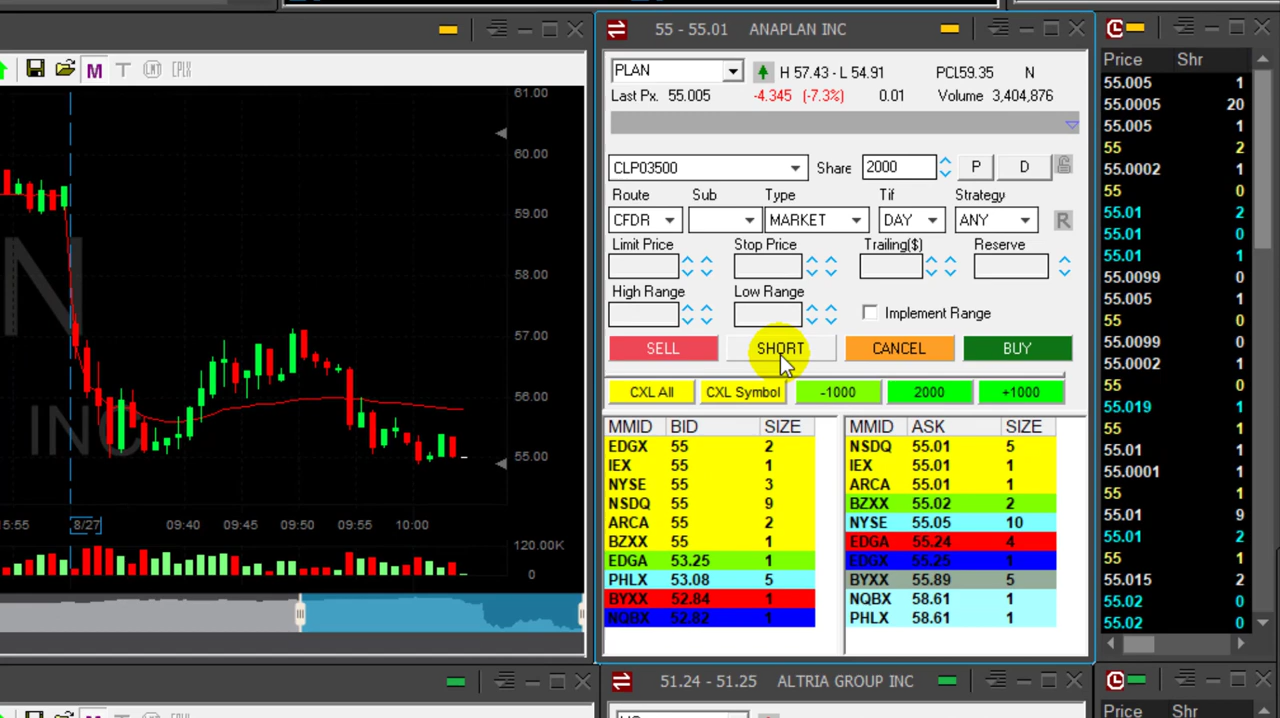 55 - 55.01 ANAPLAN INC
M T CPLX
PLAN H 57.43 - L 54.91 PCL59.35 N
Last Px. 55.005 -4.345 (-7.3%) 0.01 Volume 3,404,876
CLP03500 Share 2000 P D
Route Sub Type Tif Strategy
CFDR MARKET DAY ANY R
Limit Price Stop Price Trailing($) Reserve
High Range Low Range
Implement Range
SELL SHORT CANCEL BUY
CXL All CXL Symbol -1000 2000 +1000
MMID BID SIZE MMID ASK SIZE
EDGX 55 2 NSDQ 55.01 5
IEX 55 1 IEX 55.01 1
NYSE 55 3 ARCA 55.01 1
NSDQ 55 9 BZXX 55.02 2
ARCA 55 2 NYSE 55.05 10
BZXX 55 1 EDGA 55.24 4
EDGA 53.25 1 EDGX 55.25 1
PHLX 53.08 5 BYXX 55.89 5
BYXX 52.84 1 NQBX 58.61 1
NQBX 52.82 1 PHLX 58.61 1
61.00
60.00
59.00
58.00
57.00
56.00
55.00
N
INC
15:55 8/27 09:40 09:45 09:50 09:55 10:00
120.00K
0
Price Shr
55.005 1
55.0005 20
55.005 1
55 2
55.0002 1
55 0
55.01 2
55.01 0
55.01 1
55.0099 0
55.005 1
55 0
55.0099 0
55.0002 1
55 0
55.019 1
55 1
55.01 1
55.0001 1
55 1
55.01 9
55.01 2
55 1
55.015 2
55.02 0
55.02 0
51.24 - 51.25 ALTRIA GROUP INC
Price Shr